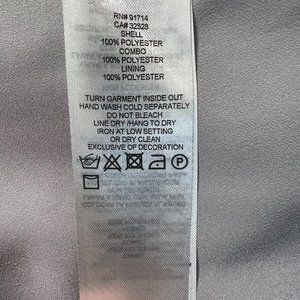 RN# 91714
CA# 32528
SHELL
100% POLYESTER
COMBO
100% POLYESTER
LINING
100% POLYESTER
TURN GARMENT INSIDE OUT
HAND WASH COLD SEPARATELY
DO NOT BLEACH
LINE DRY /HANG TO DRY
IRON AT LOW SETTING
OR DRY CLEAN
EXCLUSIVE OF DECORATION
P